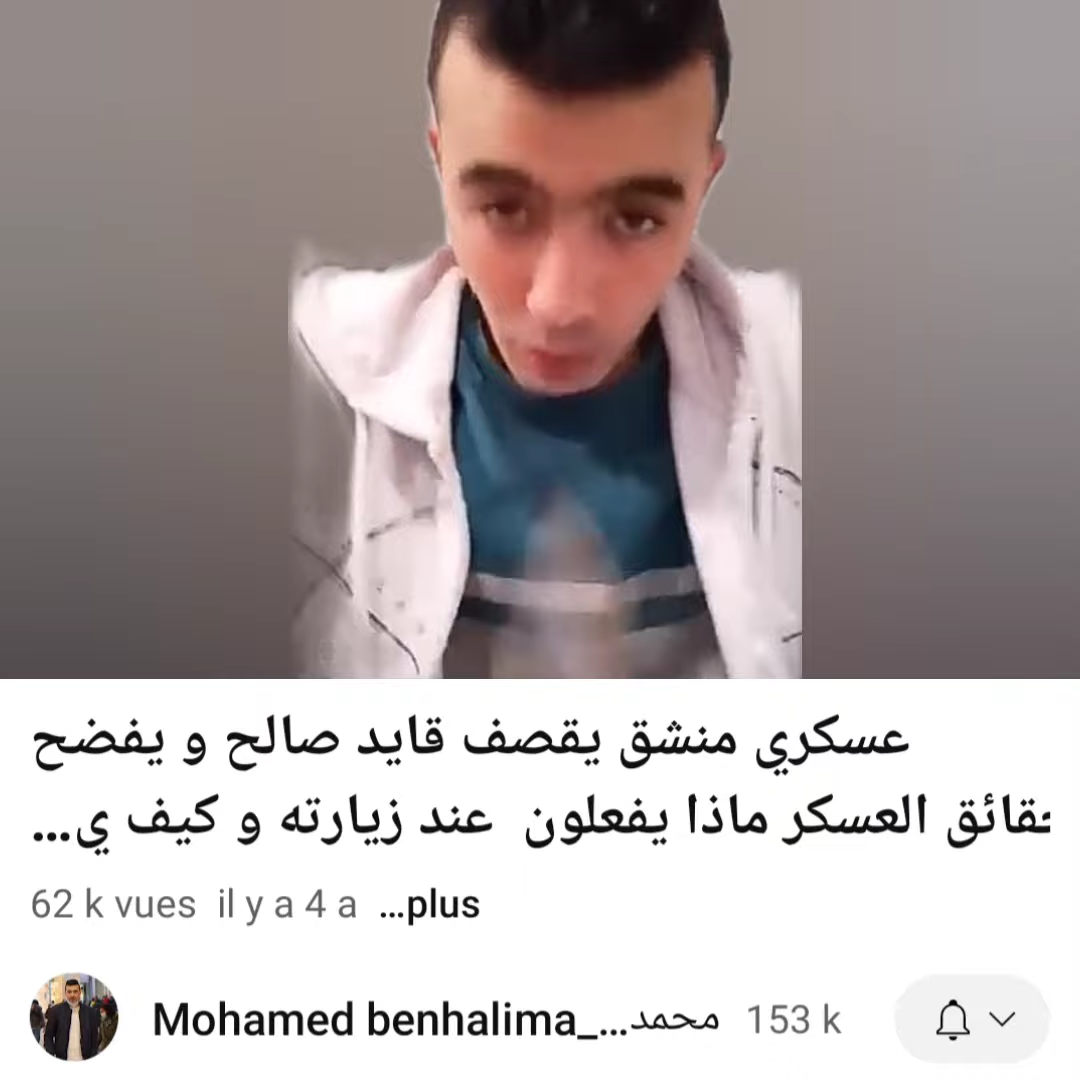 عسكري منشق يقصف قايد صالح و يفضح
حقائق العسكر ماذا يفعلون عند زيارته و كيف ي...
62 k vues il y a 4 a ...plus
Mohamed benhalima_...محمد 153 k